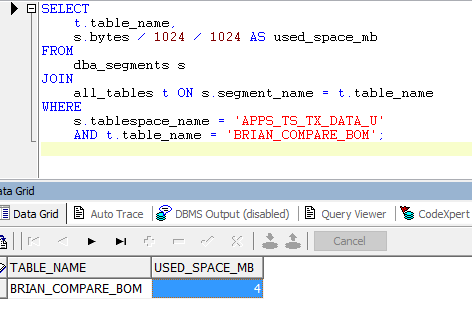 SELECT
t.table_name,
s.bytes / 1024 / 1024 AS used_space_mb
FROM
dba_segments s
JOIN
all_tables t ON s.segment_name = t.table_name
WHERE
s.tablespace_name = 'APPS_TS_TX_DATA_U'
AND t.table_name = 'BRIAN_COMPARE_BOM';
ata Grid
Data Grid Auto Trace DBMS Output (disabled) Query Viewer CodeXpert
Cancel
TABLE_NAME USED_SPACE_MB
BRIAN_COMPARE_BOM 4